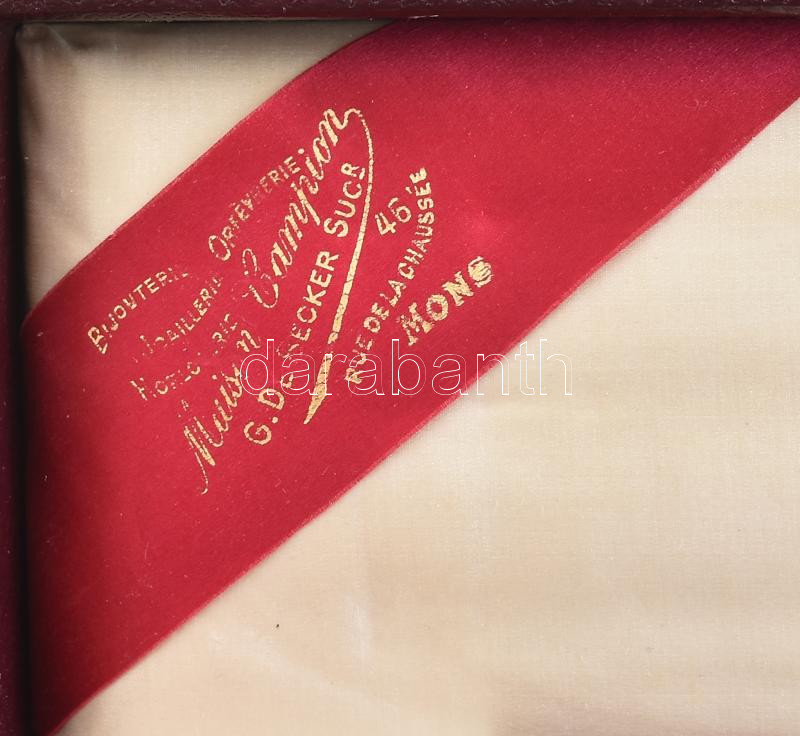 BIJOUTERIE ORFÈVRERIE
JOAILLERIE
HORLOGERIE
Maison Campion
G. DE BECKER SUCR
46
RUE DE LA CHAUSSÉE
MONS
darabanth